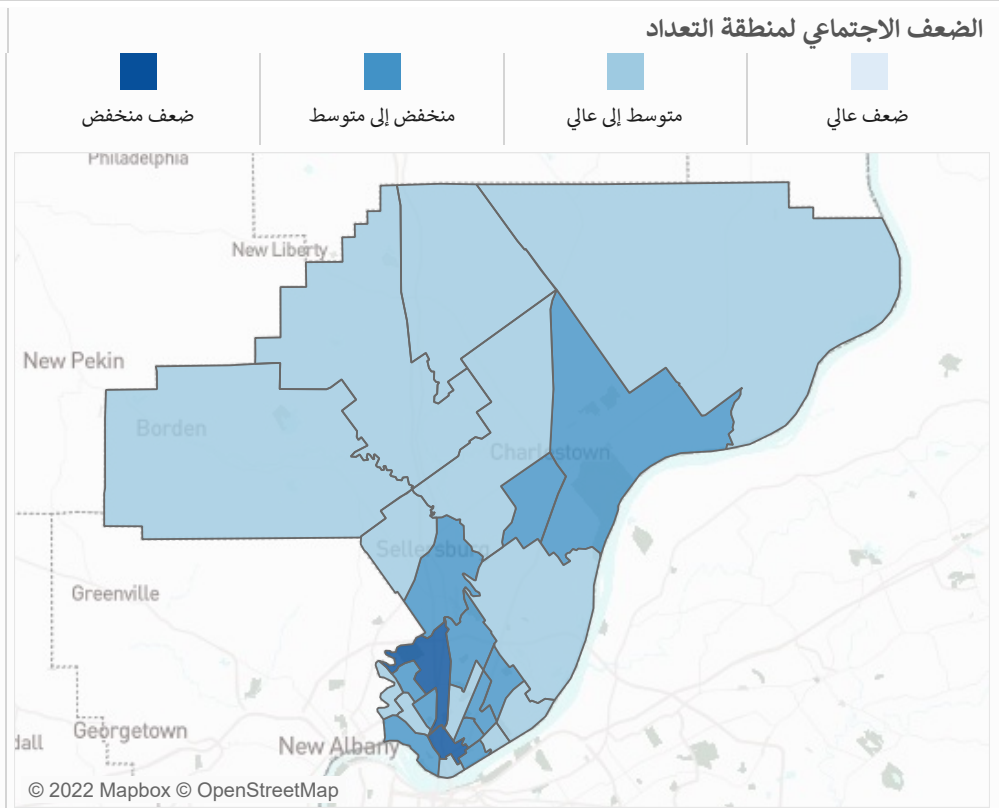 الضعف الاجتماعي لمنطقة التعداد
ضعف عالي
متوسط إلى عالي
منخفض إلى متوسط
ضعف منخفض
Philadelphia
New Liberty
New Pekin
Borden
Charlestown
Sellersburg
Greenville
Georgetown
dall
New Albany
© 2022 Mapbox © OpenStreetMap